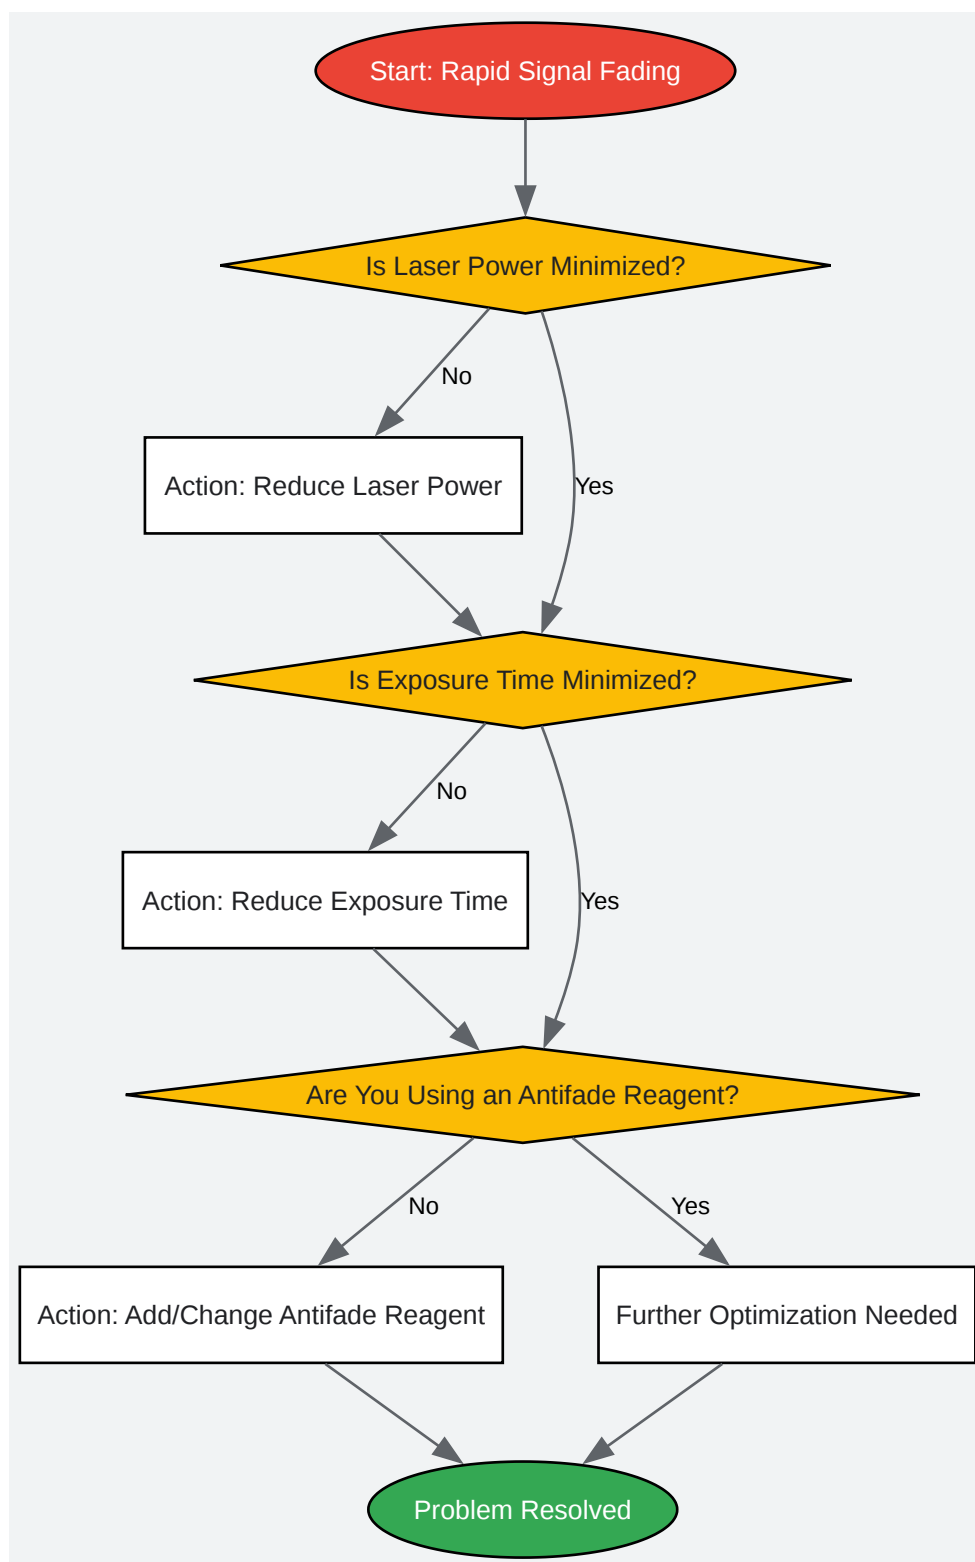 Start: Rapid Signal Fading
Is Laser Power Minimized?
No
Action: Reduce Laser Power
Yes
Is Exposure Time Minimized?
No
Action: Reduce Exposure Time
Yes
Are You Using an Antifade Reagent?
No
Yes
Action: Add/Change Antifade Reagent
Further Optimization Needed
Problem Resolved